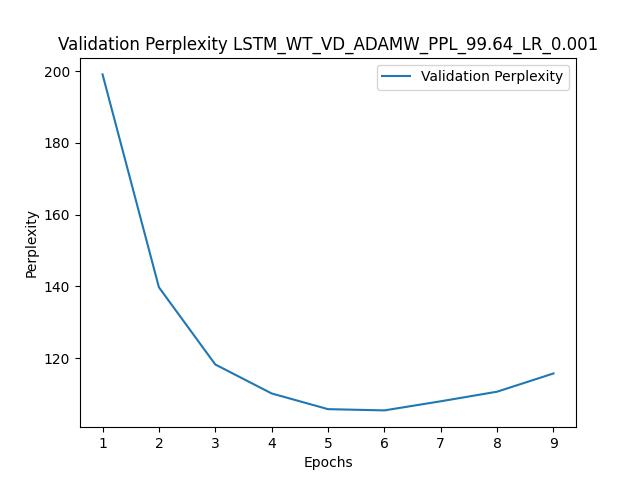 Validation Perplexity LSTM_WT_VD_ADAMW_PPL_99.64_LR_0.001
Validation Perplexity
200
180
160
140
120
Perplexity
1 2 3 4 5 6 7 8 9
Epochs